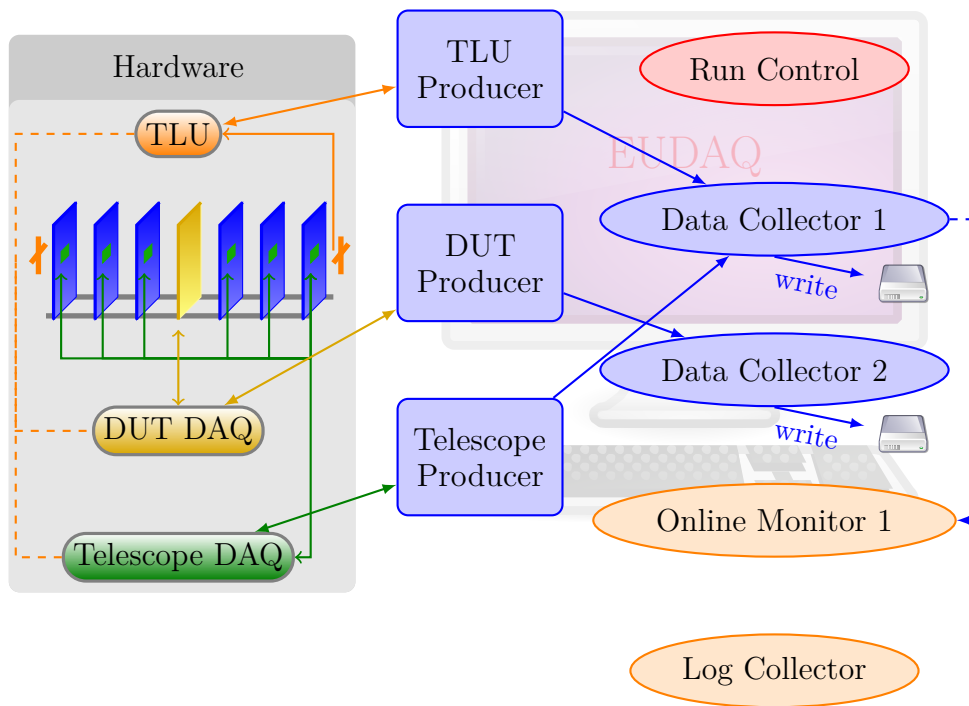 Hardware
TLU
DUT DAQ
Telescope DAQ
TLU
Producer
DUT
Producer
Telescope
Producer
Run Control
EUDAQ
Data Collector 1
write
Data Collector 2
write
Online Monitor 1
Log Collector